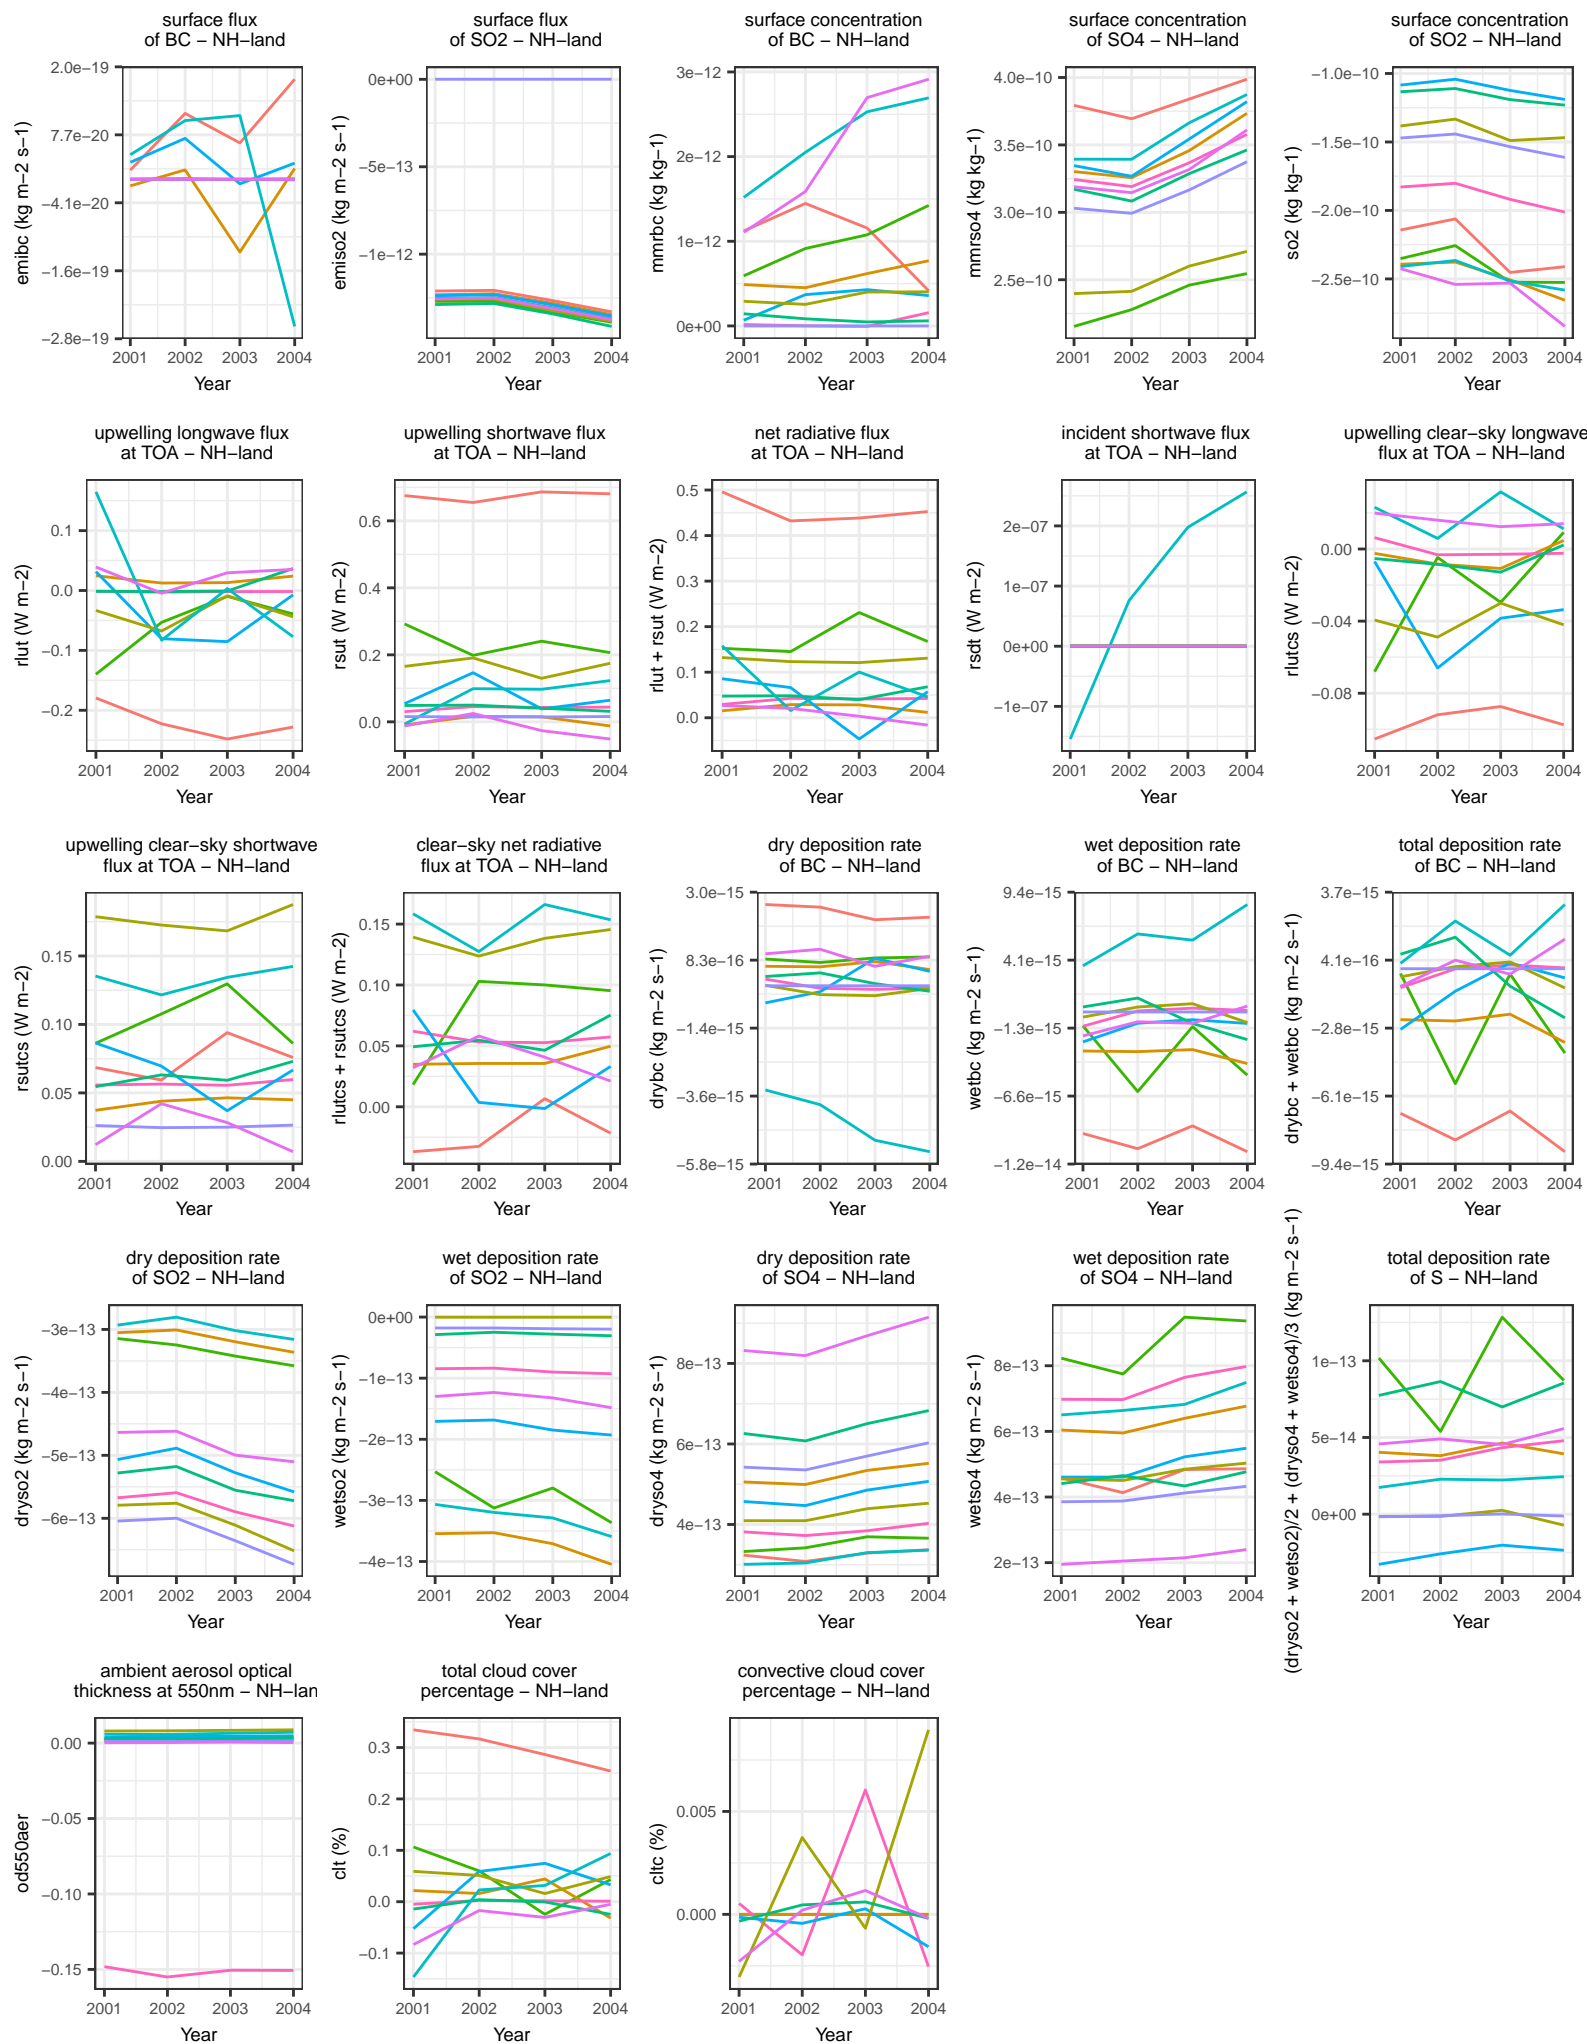 surface flux
of BC − NH−land
emibc (kg m−2 s−1)
2.0e−19
7.7e−20
−4.1e−20
−1.6e−19
−2.8e−19
2001 2002 2003 2004
Year
surface flux
of SO2 − NH−land
emiso2 (kg m−2 s−1)
0e+00
−5e−13
−1e−12
2001 2002 2003 2004
Year
surface concentration
of BC − NH−land
mmrbc (kg kg−1)
3e−12
2e−12
1e−12
0e+00
2001 2002 2003 2004
Year
surface concentration
of SO4 − NH−land
mmrso4 (kg kg−1)
4.0e−10
3.5e−10
3.0e−10
2.5e−10
2001 2002 2003 2004
Year
surface concentration
of SO2 − NH−land
so2 (kg kg−1)
−1.0e−10
−1.5e−10
−2.0e−10
−2.5e−10
2001 2002 2003 2004
Year
upwelling longwave flux
at TOA − NH−land
rlut (W m−2)
0.1
0.0
−0.1
−0.2
2001 2002 2003 2004
Year
upwelling shortwave flux
at TOA − NH−land
rsut (W m−2)
0.6
0.4
0.2
0.0
2001 2002 2003 2004
Year
net radiative flux
at TOA − NH−land
rlut + rsut (W m−2)
0.5
0.4
0.3
0.2
0.1
0.0
2001 2002 2003 2004
Year
incident shortwave flux
at TOA − NH−land
rsdt (W m−2)
2e−07
1e−07
0e+00
−1e−07
2001 2002 2003 2004
Year
upwelling clear−sky longwave
flux at TOA − NH−land
rlutcs (W m−2)
0.00
−0.04
−0.08
2001 2002 2003 2004
Year
upwelling clear−sky shortwave
flux at TOA − NH−land
rsutcs (W m−2)
0.15
0.10
0.05
0.00
2001 2002 2003 2004
Year
clear−sky net radiative
flux at TOA − NH−land
rlutcs + rsutcs (W m−2)
0.15
0.10
0.05
0.00
2001 2002 2003 2004
Year
dry deposition rate
of BC − NH−land
drybc (kg m−2 s−1)
3.0e−15
8.3e−16
−1.4e−15
−3.6e−15
−5.8e−15
2001 2002 2003 2004
Year
wet deposition rate
of BC − NH−land
wetbc (kg m−2 s−1)
9.4e−15
4.1e−15
−1.3e−15
−6.6e−15
−1.2e−14
2001 2002 2003 2004
Year
total deposition rate
of BC − NH−land
drybc + wetbc (kg m−2 s−1)
3.7e−15
4.1e−16
−2.8e−15
−6.1e−15
−9.4e−15
2001 2002 2003 2004
Year
dry deposition rate
of SO2 − NH−land
dryso2 (kg m−2 s−1)
−3e−13
−4e−13
−5e−13
−6e−13
2001 2002 2003 2004
Year
wet deposition rate
of SO2 − NH−land
wetso2 (kg m−2 s−1)
0e+00
−1e−13
−2e−13
−3e−13
−4e−13
2001 2002 2003 2004
Year
dry deposition rate
of SO4 − NH−land
dryso4 (kg m−2 s−1)
8e−13
6e−13
4e−13
2001 2002 2003 2004
Year
wet deposition rate
of SO4 − NH−land
wetso4 (kg m−2 s−1)
8e−13
6e−13
4e−13
2e−13
2001 2002 2003 2004
Year
total deposition rate
of S − NH−land
(dryso2 + wetso2)/2 + (dryso4 + wetso4)/3 (kg m−2 s−1)
1e−13
5e−14
0e+00
2001 2002 2003 2004
Year
ambient aerosol optical
thickness at 550nm − NH−lan
od550aer
0.00
−0.05
−0.10
−0.15
2001 2002 2003 2004
Year
total cloud cover
percentage − NH−land
clt (%)
0.3
0.2
0.1
0.0
−0.1
2001 2002 2003 2004
Year
convective cloud cover
percentage − NH−land
cltc (%)
0.005
0.000
2001 2002 2003 2004
Year